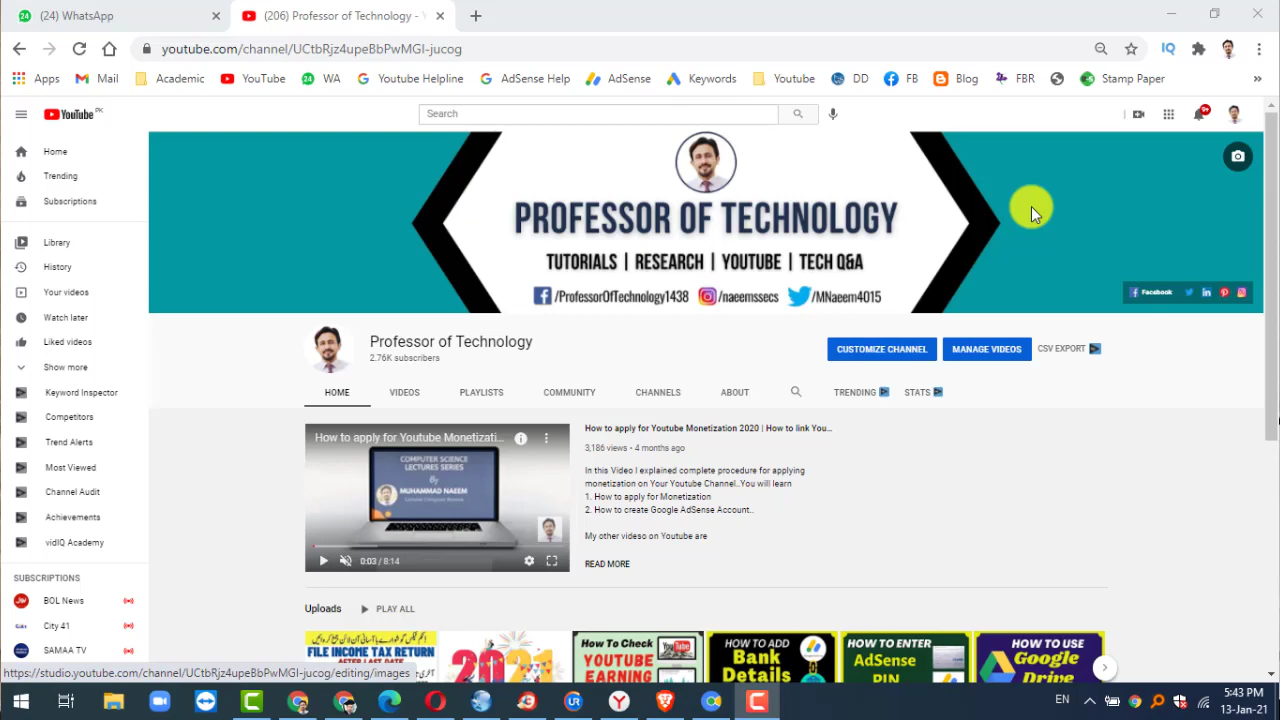 (24) WhatsApp
(206) Professor of Technology - Y
youtube.com/channel/UCtbRjz4upeBbPwMGI-jucog
Apps Mail Academic YouTube WA Youtube Helpline AdSense Help AdSense Keywords Youtube DD FB Blog FBR Stamp Paper »
YouTube PK
Search
9+
Home
Trending
Subscriptions
Library
History
Your videos
Watch later
Liked videos
Show more
Keyword Inspector
Competitors
Trend Alerts
Most Viewed
Channel Audit
Achievements
vidIQ Academy
SUBSCRIPTIONS
BOL News
City 41
SAMAA TV
PROFESSOR OF TECHNOLOGY
TUTORIALS | RESEARCH | YOUTUBE | TECH Q&A
/ProfessorOfTechnology1438 /naeemssecs /MNaeem4015
Facebook
Professor of Technology
2.76K subscribers
CUSTOMIZE CHANNEL MANAGE VIDEOS CSV EXPORT
HOME VIDEOS PLAYLISTS COMMUNITY CHANNELS ABOUT TRENDING STATS
How to apply for Youtube Monetizati...
COMPUTER SCIENCE
LECTURES SERIES
By
MUHAMMAD NAEEM
0:03 / 8:14
How to apply for Youtube Monetization 2020 | How to link You...
3,186 views • 4 months ago
In this Video I explained complete procedure for applying
monetization on Your Youtube Channel..You will learn
1. How to apply for Monetization
2. How to create Google AdSense Account..
My other videso on Youtube are
READ MORE
Uploads PLAY ALL
FILE INCOME TAX RETURN
AFTER LAST DATE
2021
How To Check
YOUTUBE
EARNING
HOW TO ADD
Bank
Details
HOW TO ENTER
AdSense
PIN
HOW TO USE
Google
Drive
https://studio.youtube.com/channel/UCtbRjz4upeBbPwMGI-jucog/editing/images
EN
5:43 PM
13-Jan-21